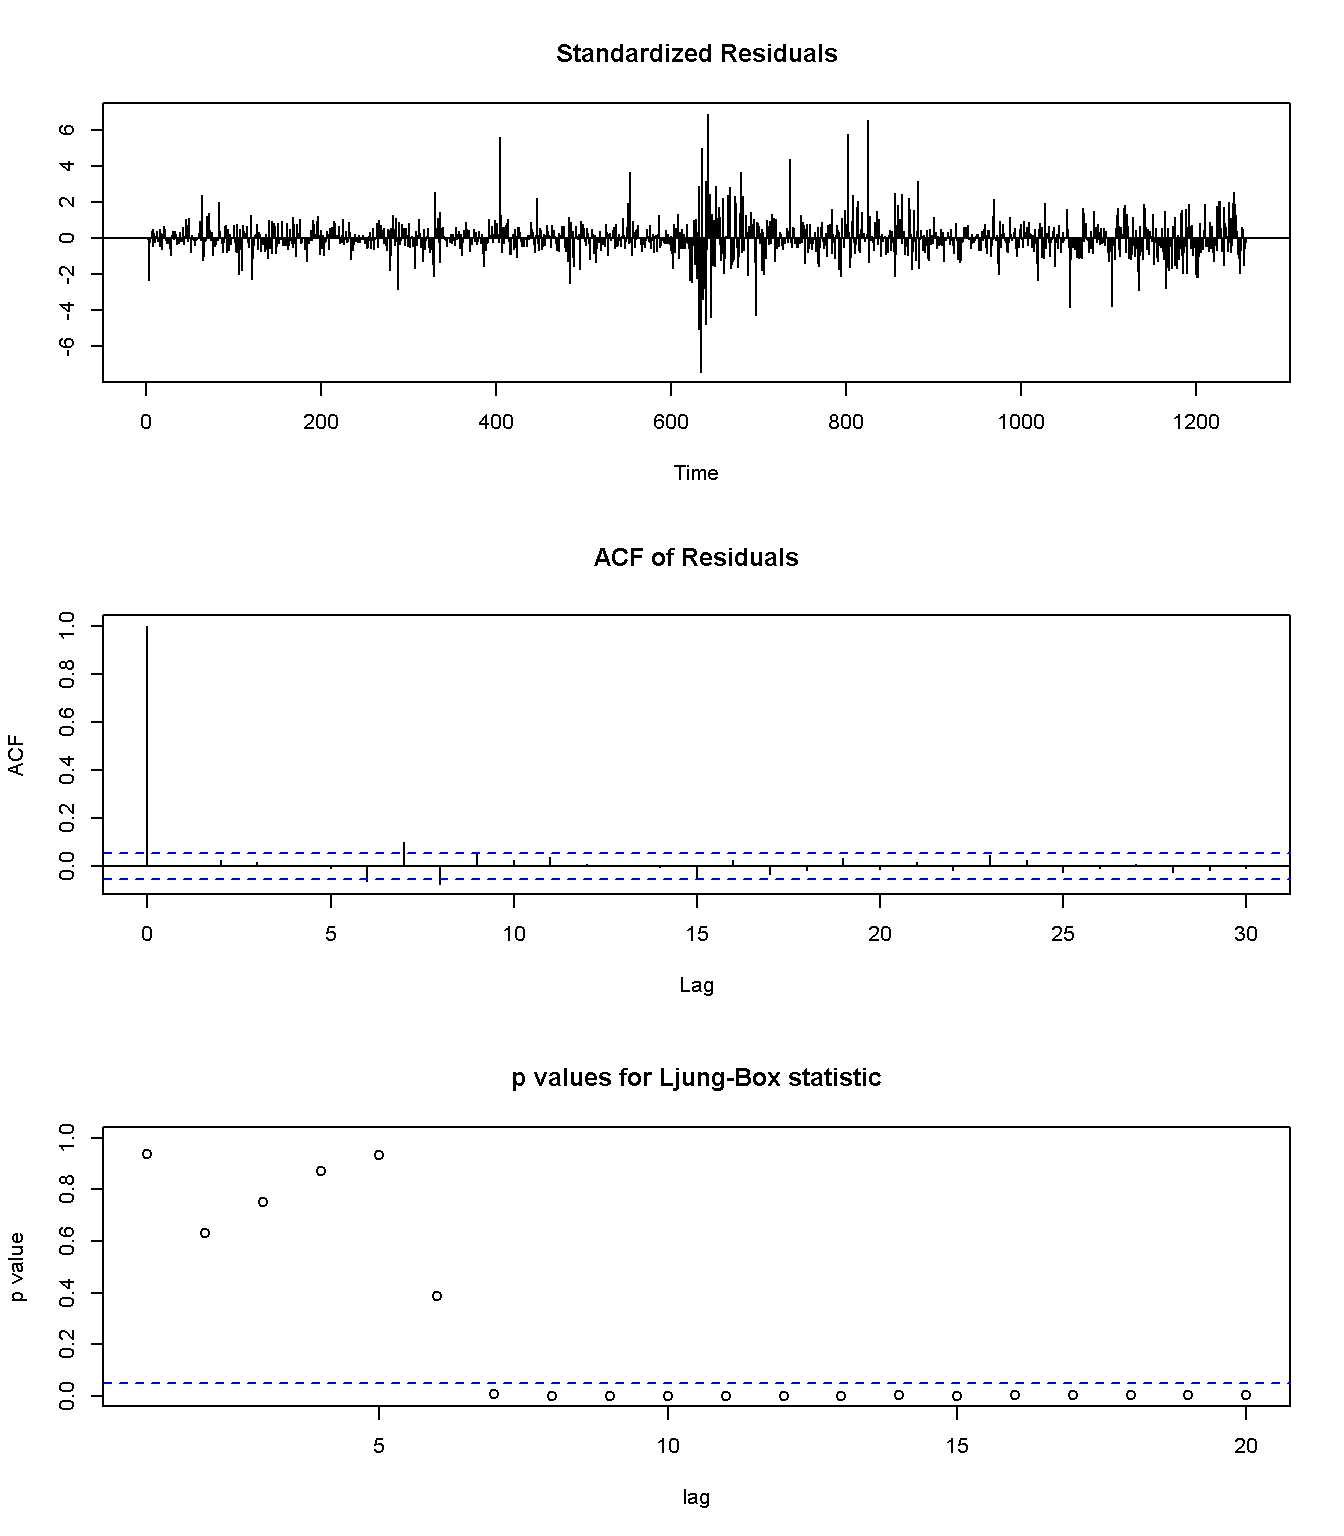 Standardized Residuals
6
4
2
0
-2
-4
-6
0 200 400 600 800 1000 1200
Time
ACF of Residuals
ACF
1.0
0.8
0.6
0.4
0.2
0.0
0 5 10 15 20 25 30
Lag
p values for Ljung-Box statistic
p value
1.0
0.8
0.6
0.4
0.2
0.0
5 10 15 20
lag